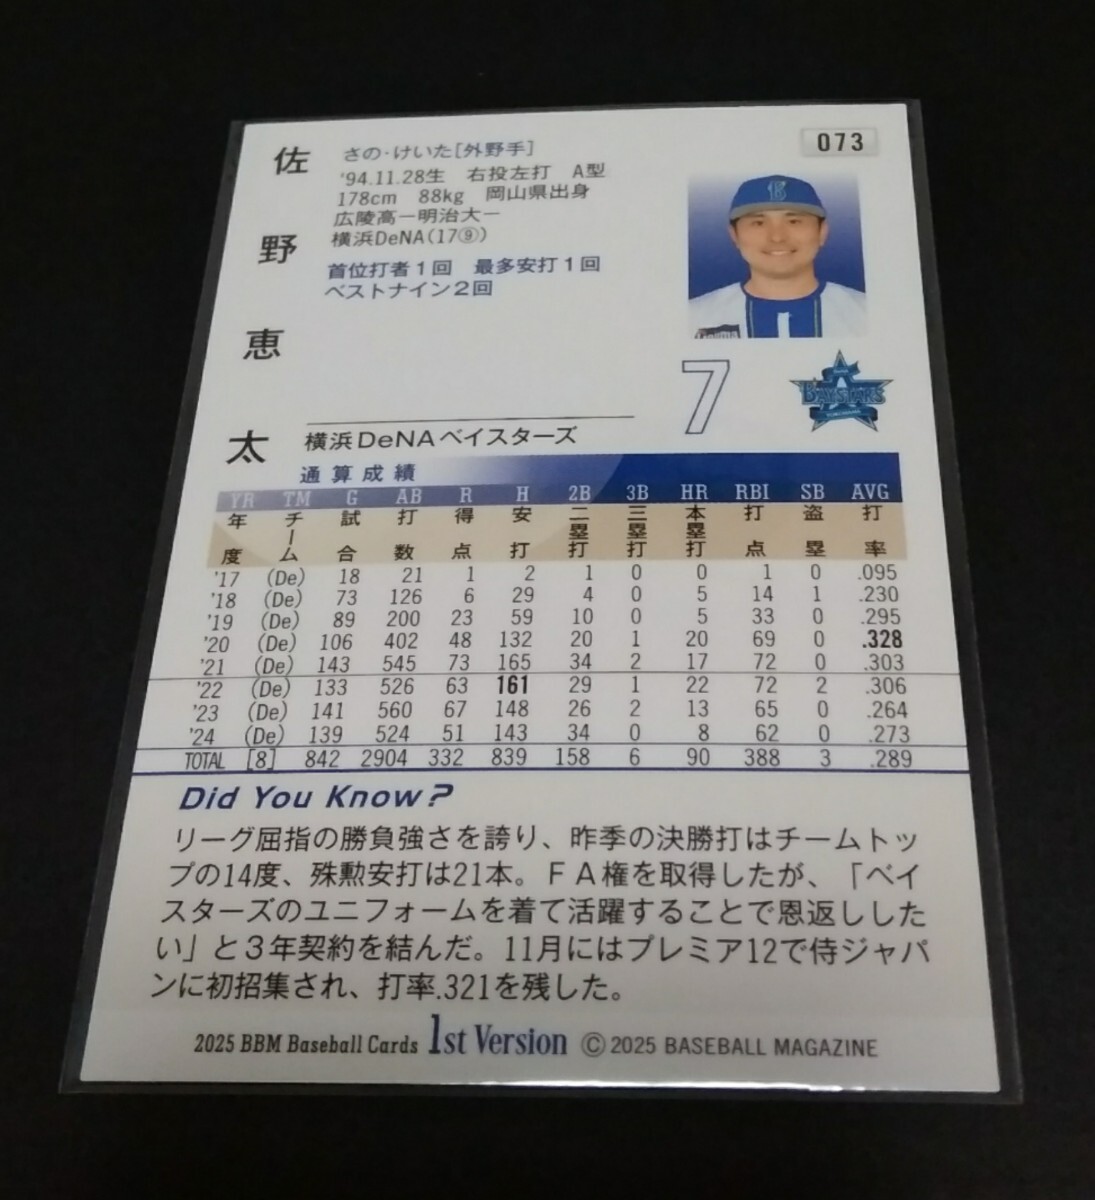 073
佐野恵太
さの・けいた[外野手]
'94.11.28生 右投左打 A型
178cm 88kg 岡山県出身
広陵高ー明治大ー
横浜DeNA(17⑨)
首位打者1回 最多安打1回
ベストナイン2回
7
BAYSTARS
横浜DeNAベイスターズ
通算成績
YR TM G AB R H 2B 3B HR RBI SB AVG
年度 チーム 試合 打数 得点 安打 二塁打 三塁打 本塁打 打点 盗塁 打率
'17 (De) 18 21 1 2 1 0 0 1 0 .095
'18 (De) 73 126 6 29 4 0 5 14 1 .230
'19 (De) 89 200 23 59 10 0 5 33 0 .295
'20 (De) 106 402 48 132 20 1 20 69 0 .328
'21 (De) 143 545 73 165 34 2 17 72 0 .303
'22 (De) 133 526 63 161 29 1 22 72 2 .306
'23 (De) 141 560 67 148 26 2 13 65 0 .264
'24 (De) 139 524 51 143 34 0 8 62 0 .273
TOTAL [8] 842 2904 332 839 158 6 90 388 3 .289
Did You Know?
リーグ屈指の勝負強さを誇り、昨季の決勝打はチームトッ
プの14度、殊勲安打は21本。FA権を取得したが、「ベイ
スターズのユニフォームを着て活躍することで恩返しした
い」と3年契約を結んだ。11月にはプレミア12で侍ジャパ
ンに初招集され、打率.321を残した。
2025 BBM Baseball Cards 1st Version ©2025 BASEBALL MAGAZINE